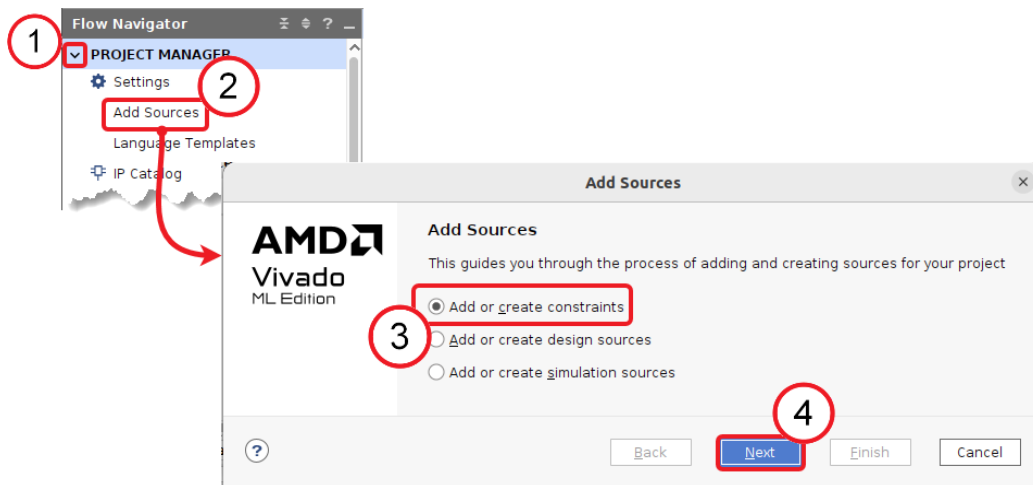 Flow Navigator ?
1
PROJECT MANAGER
Settings
2
Add Sources
Language Templates
IP Catalog
Add Sources
AMD
Vivado
ML Edition
Add Sources
This guides you through the process of adding and creating sources for your project
Add or create constraints
3
Add or create design sources
Add or create simulation sources
4
?
Back Next Finish Cancel